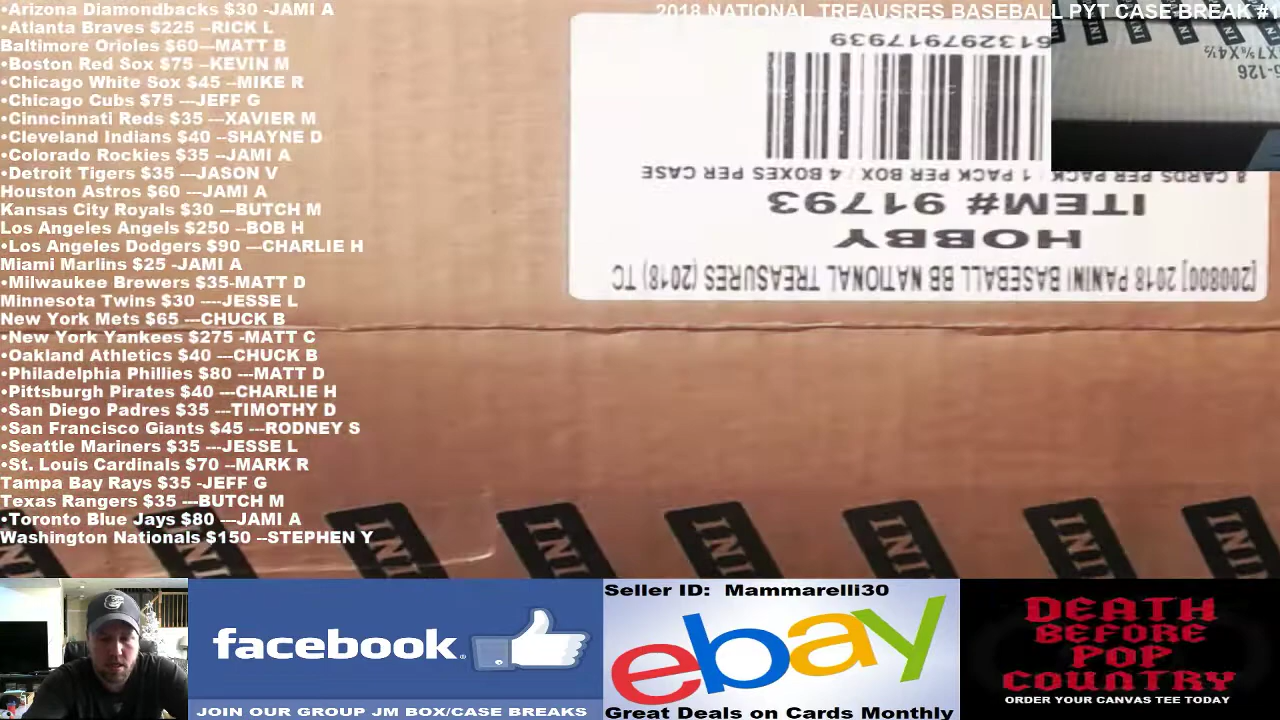 •Arizona Diamondbacks $30 -JAMI A
•Atlanta Braves $225 --RICK L
Baltimore Orioles $60---MATT B
•Boston Red Sox $75 --KEVIN M
•Chicago White Sox $45 --MIKE R
•Chicago Cubs $75 ---JEFF G
•Cinncinnati Reds $35 ---XAVIER M
•Cleveland Indians $40 --SHAYNE D
•Colorado Rockies $35 --JAMI A
•Detroit Tigers $35 ---JASON V
Houston Astros $60 ---JAMI A
Kansas City Royals $30 ---BUTCH M
Los Angeles Angels $250 --BOB H
•Los Angeles Dodgers $90 ---CHARLIE H
Miami Marlins $25 -JAMI A
•Milwaukee Brewers $35-MATT D
Minnesota Twins $30 ----JESSE L
New York Mets $65 ---CHUCK B
•New York Yankees $275 -MATT C
•Oakland Athletics $40 ---CHUCK B
•Philadelphia Phillies $80 ---MATT D
•Pittsburgh Pirates $40 ---CHARLIE H
•San Diego Padres $35 ---TIMOTHY D
•San Francisco Giants $45 ---RODNEY S
•Seattle Mariners $35 ---JESSE L
•St. Louis Cardinals $70 --MARK R
Tampa Bay Rays $35 -JEFF G
Texas Rangers $35 ---BUTCH M
•Toronto Blue Jays $80 ---JAMI A
Washington Nationals $150 --STEPHEN Y
2018 NATIONAL TREAUSRES BASEBALL PYT CASE BREAK #1
[200800] 2018 PANINI BASEBALL BB NATIONAL TREASURES (2018) TC
HOBBY
ITEM# 91793
8 CARDS PER PACK / 1 PACK PER BOX / 4 BOXES PER CASE
613297917939
facebook
JOIN OUR GROUP JM BOX/CASE BREAKS
Seller ID: Mammarelli30
ebay
Great Deals on Cards Monthly
DEATH
BEFORE
POP
COUNTRY
ORDER YOUR CANVAS TEE TODAY